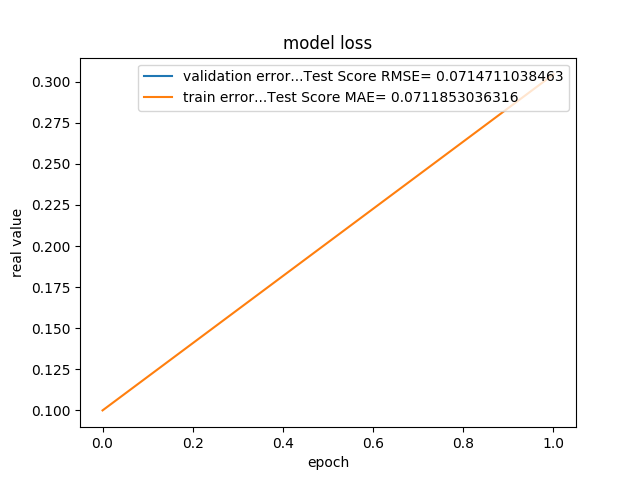 model loss
validation error...Test Score RMSE= 0.0714711038463
train error...Test Score MAE= 0.0711853036316
0.300
0.275
0.250
0.225
0.200
0.175
0.150
0.125
0.100
real value
0.0 0.2 0.4 0.6 0.8 1.0
epoch